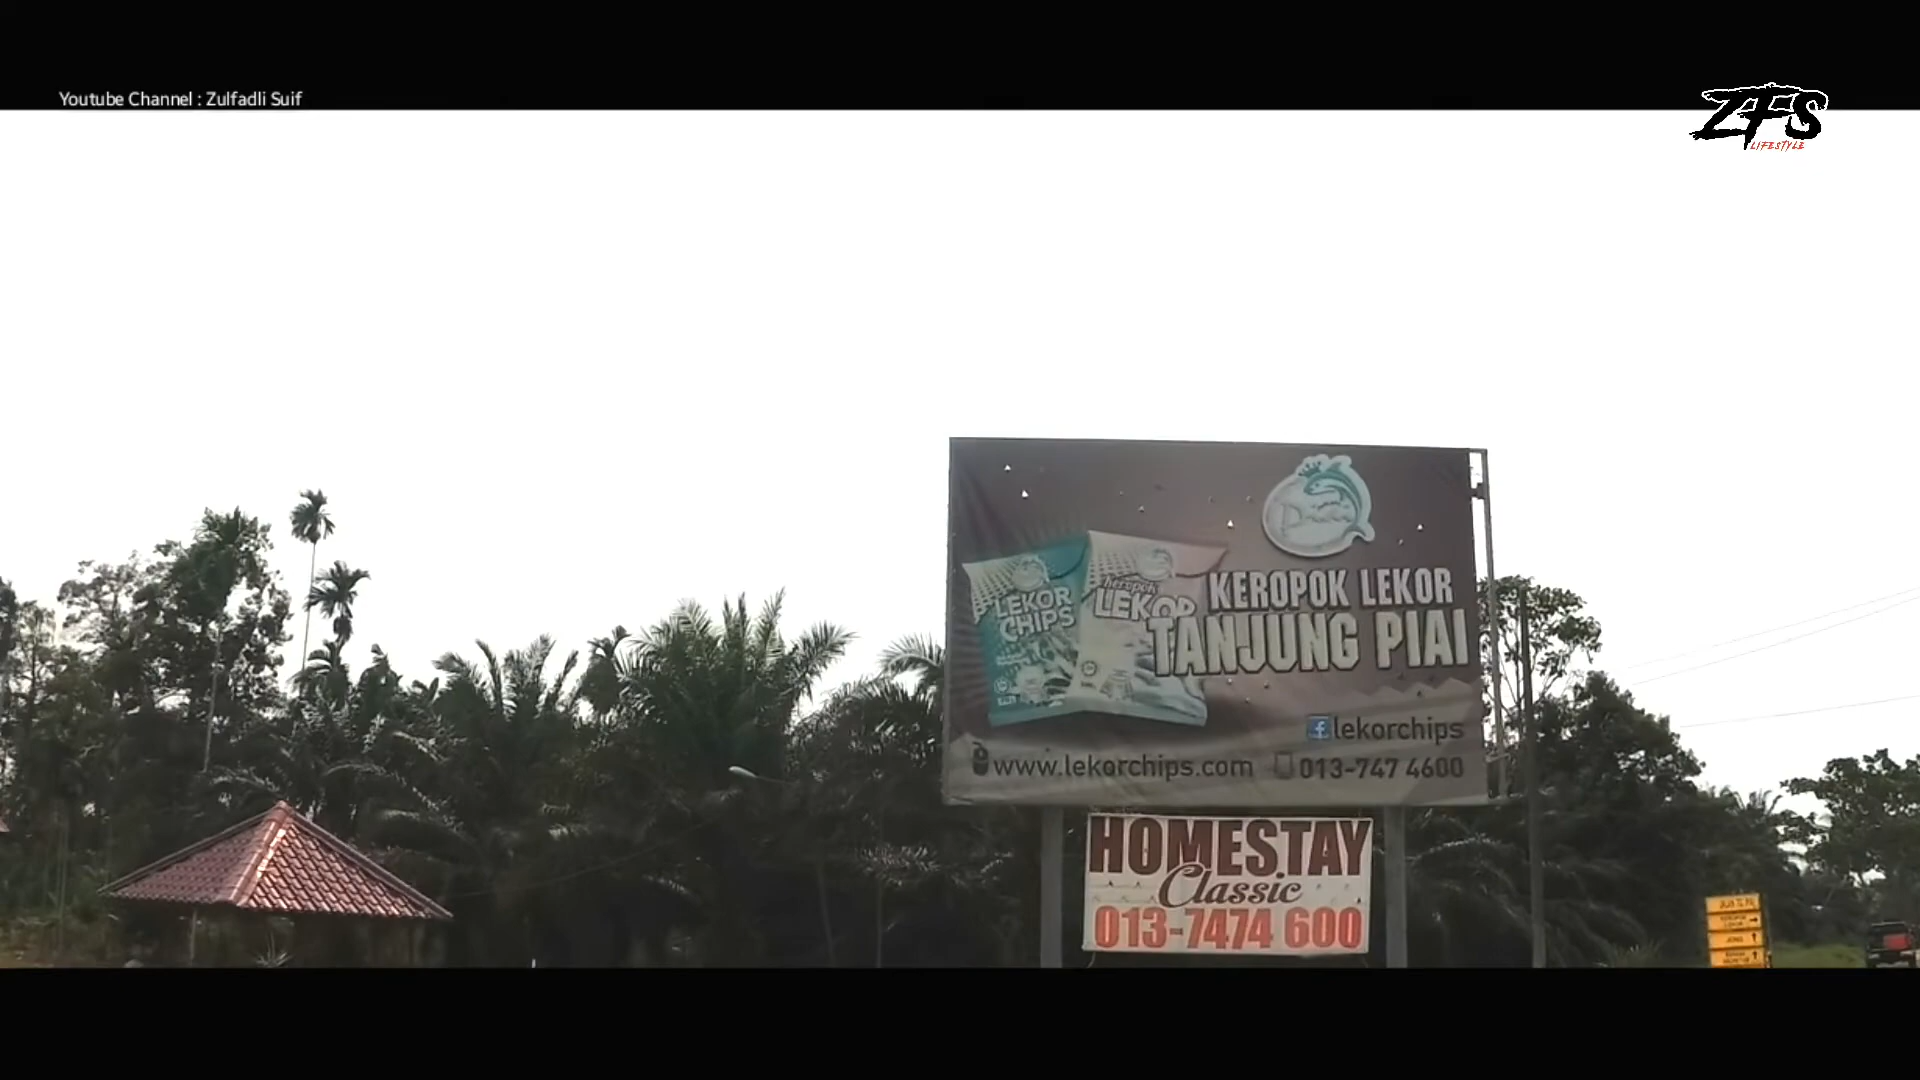 Youtube Channel : Zulfadli Suif
ZFS
LIFESTYLE
LEKOR
CHIPS
Keropok
LEKOR
KEROPOK LEKOR
TANJUNG PIAI
lekorchips
www.lekorchips.com
013-747 4600
HOMESTAY
Classic
013-7474 600